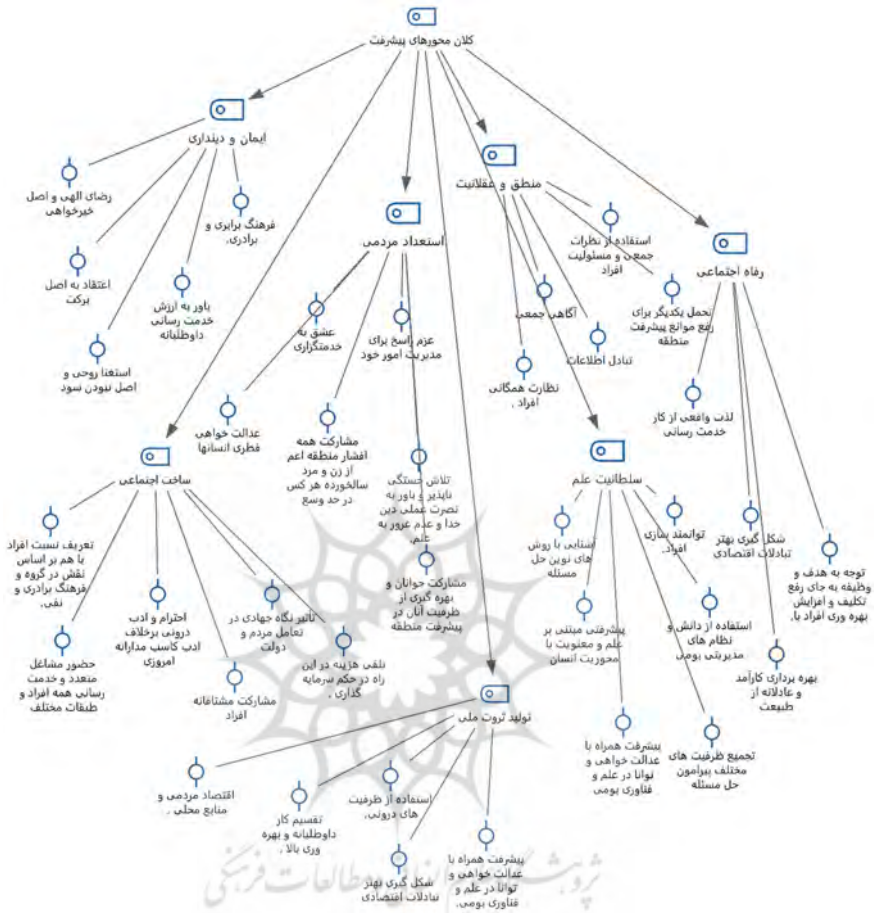 کلان محورهای پیشرفت
ایمان و دینداری
منطق و عقلانیت
رضای الهی و اصل
خیرخواهی
فرهنگ برابری و
برادری.
استعداد مردمی
استفاده از نظرات
جمعی و مسئولیت
افراد
رفاه اجتماعی
اعتقاد به اصل
برکت
باور به ارزش
خدمت رسانی
داوطلبانه
عشق به
خدمتگزاری
عزم راسخ برای
مدیریت امور خود
آگاهی جمعی
تحمل یکدیگر برای
رفع موانع پیشرفت
منطقه
استغنا روحی و
اصل نبودن سود
نظارت همگانی
افراد .
تبادل اطلاعات
عدالت خواهی
فطری انسانها
مشارکت همه
اقشار منطقه اعم
از زن و مرد
سالخورده هر کس
در حد وسع
لذت واقعی از کار
خدمت رسانی
ساخت اجتماعی
تلاش خستگی
ناپذیر و باور به
نصرت عملی دین
خدا و عدم غرور به
علم.
سلطانیت علم
تعریف نسبت افراد
با هم بر اساس
نقش در گروه و
فرهنگ برادری و
نفی.
آشنایی با روش
های نوین حل
مسئله
توانمند سازی
افراد.
شکل گیری بهتر
تبادلات اقتصادی
توجه به هدف و
وظیفه به جای رفع
تکلیف و افزایش
بهره وری افراد با.
احترام و ادب
درونی برخلاف
ادب کاسب مدارانه
امروزی
تاثیر نگاه جهادی در
تعامل مردم و
دولت
مشارکت جوانان و
بهره گیری از
ظرفیت آنان در
پیشرفت منطقه
پیشرفتی مبتنی بر
علم و معنویت با
محوریت انسان
استفاده از دانش و
نظام های
مدیریتی بومی
حضور مشاغل
متعدد و خدمت
رسانی همه افراد و
طبقات مختلف
مشارکت مشتاقانه
افراد
تلقی هزینه در این
راه در حکم سرمایه
گذاری .
بهره برداری کارآمد
و عادلانه از
طبیعت
تولید ثروت ملی
پیشرفت همراه با
عدالت خواهی و
توانا در علم و
فناوری بومی
تجمیع ظرفیت های
مختلف پیرامون
حل مسئله
اقتصاد مردمی و
منابع محلی .
تقسیم کار
داوطلبانه و بهره
وری بالا .
استفاده از ظرفیت
های درونی.
شکل گیری بهتر
تبادلات اقتصادی
پیشرفت همراه با
عدالت خواهی و
توانا در علم و
فناوری بومی.